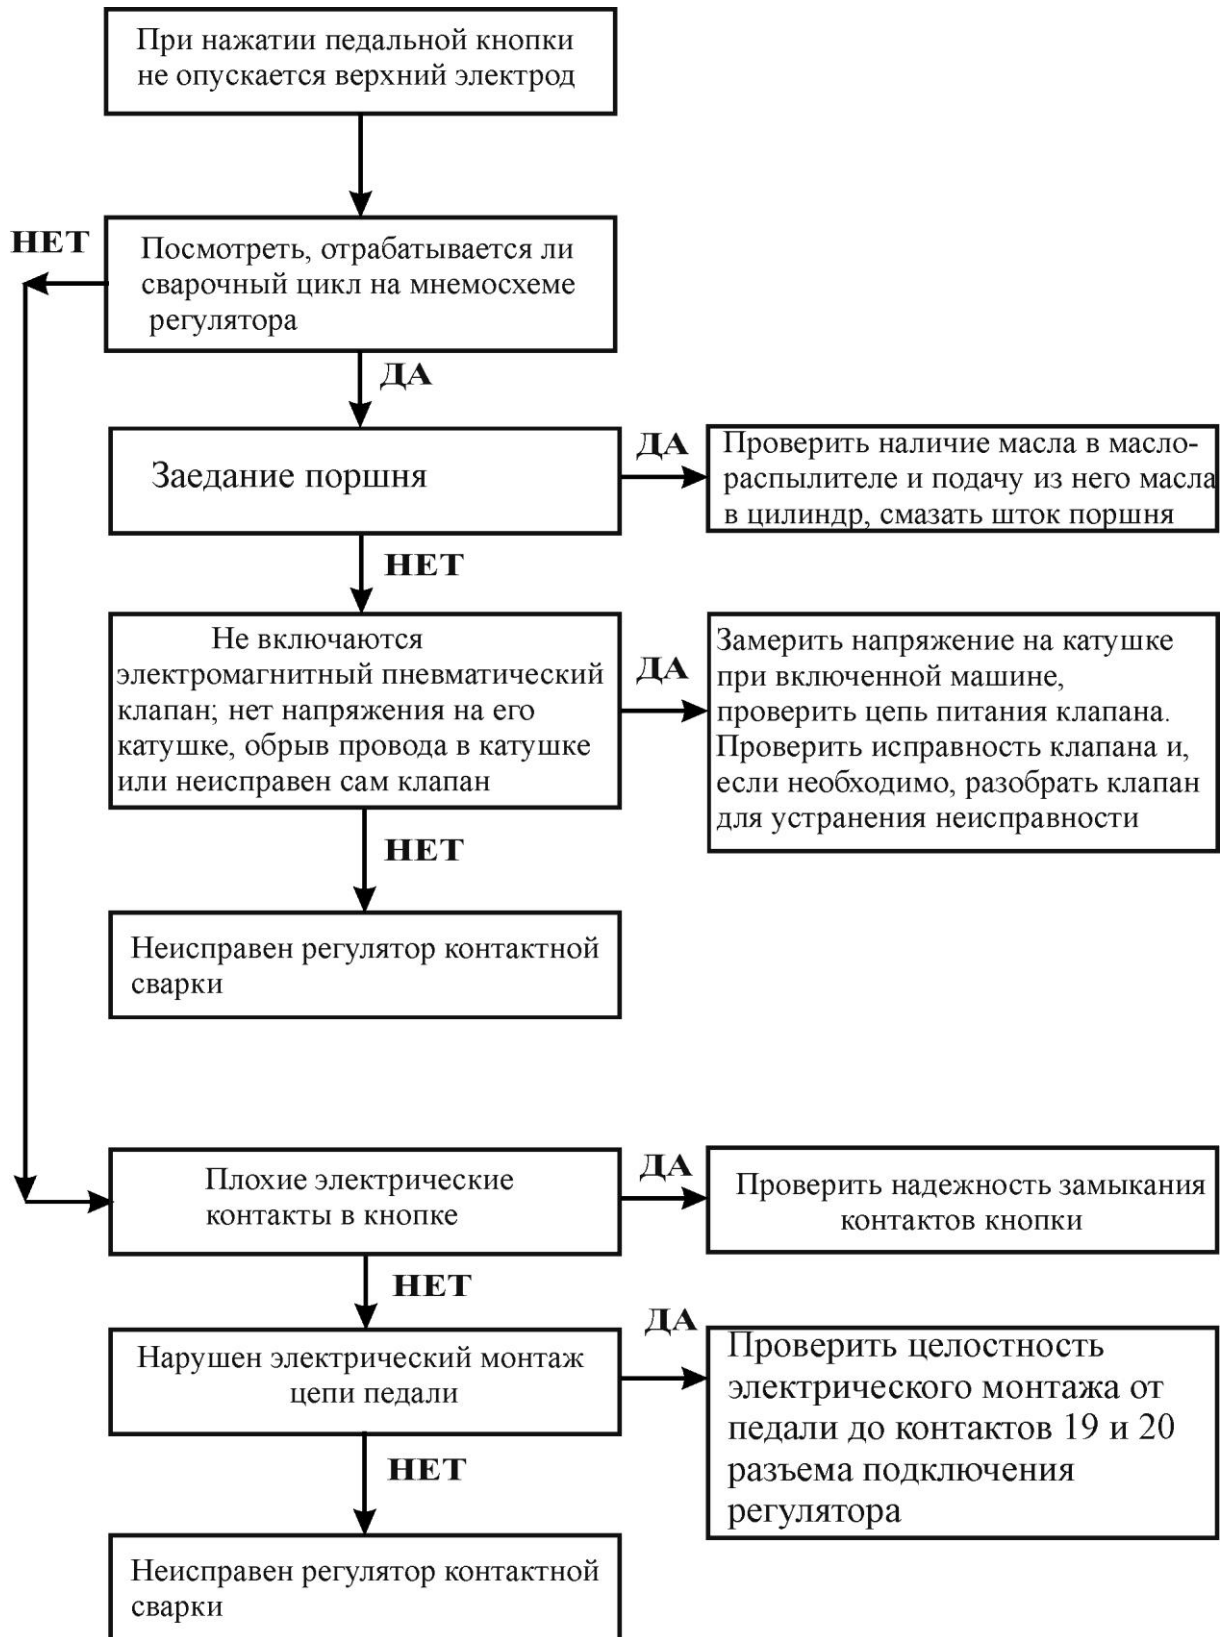 При нажатии педальной кнопки
не опускается верхний электрод
НЕТ
Посмотреть, отрабатывается ли
сварочный цикл на мнемосхеме
регулятора
ДА
Заедание поршня
ДА
Проверить наличие масла в масло-
распылителе и подачу из него масла
в цилиндр, смазать шток поршня
НЕТ
Не включаются
электромагнитный пневматический
клапан; нет напряжения на его
катушке, обрыв провода в катушке
или неисправен сам клапан
ДА
Замерить напряжение на катушке
при включенной машине,
проверить цепь питания клапана.
Проверить исправность клапана и,
если необходимо, разобрать клапан
для устранения неисправности
НЕТ
Неисправен регулятор контактной
сварки
Плохие электрические
контакты в кнопке
ДА
Проверить надежность замыкания
контактов кнопки
НЕТ
Нарушен электрический монтаж
цепи педали
ДА
Проверить целостность
электрического монтажа от
педали до контактов 19 и 20
разъема подключения
регулятора
НЕТ
Неисправен регулятор контактной
сварки